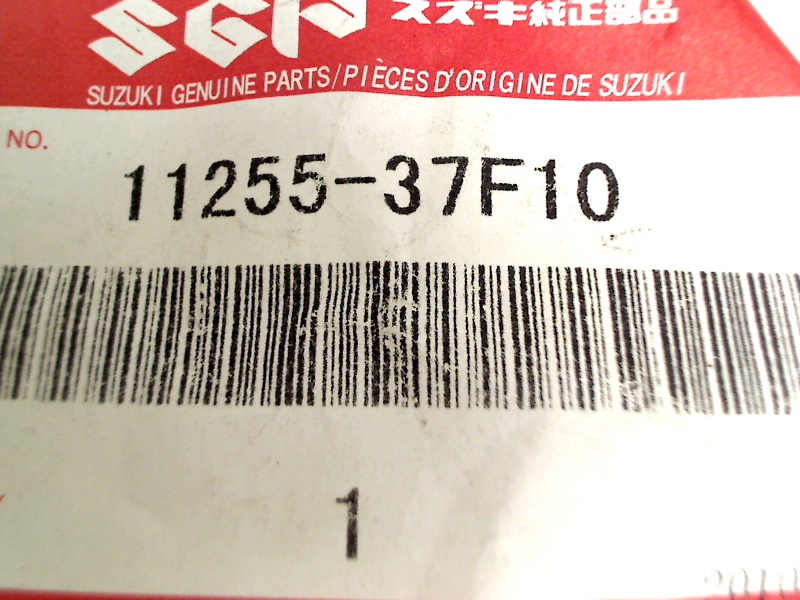 SGP スズキ純正部品
SUZUKI GENUINE PARTS/PIÈCES D'ORIGINE DE SUZUKI
NO.
11255-37F10
1